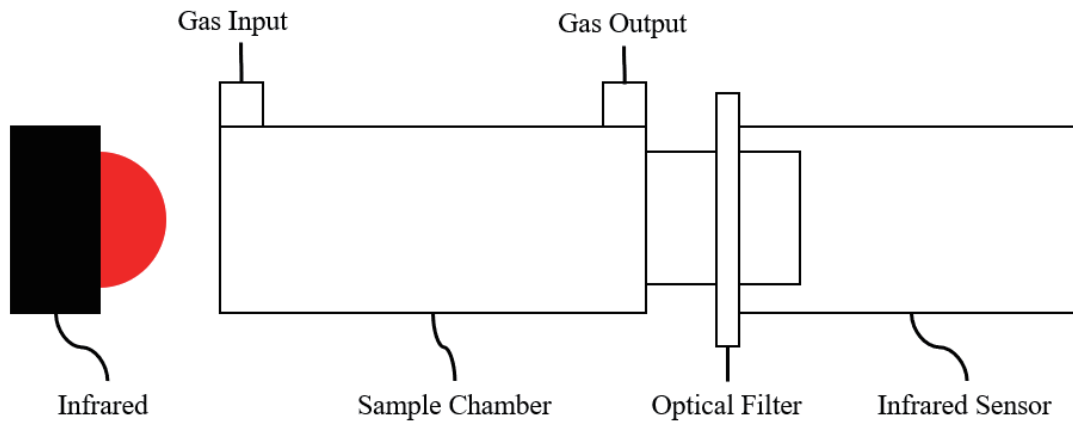 Gas Input
Gas Output
Infrared
Sample Chamber
Optical Filter
Infrared Sensor